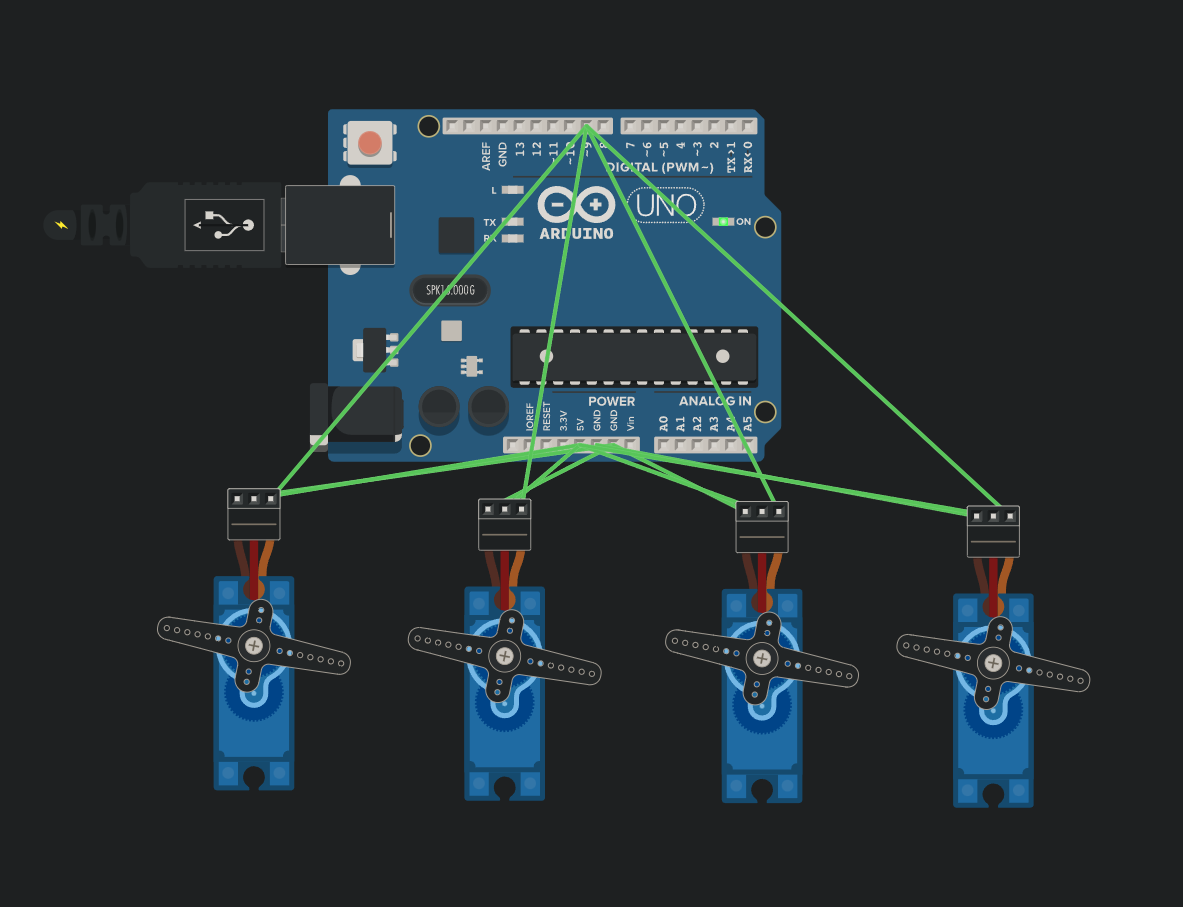 AREF
GND
13
12
~11
~10
~9
8
7
~6
~5
4
~3
2
TX>1
RX<0
DIGITAL (PWM~)
L
TX
RX
UNO
ON
ARDUINO
POWER
ANALOG IN
IOREF
RESET
3.3V
5V
GND
GND
Vin
A0
A1
A2
A3
A4
A5